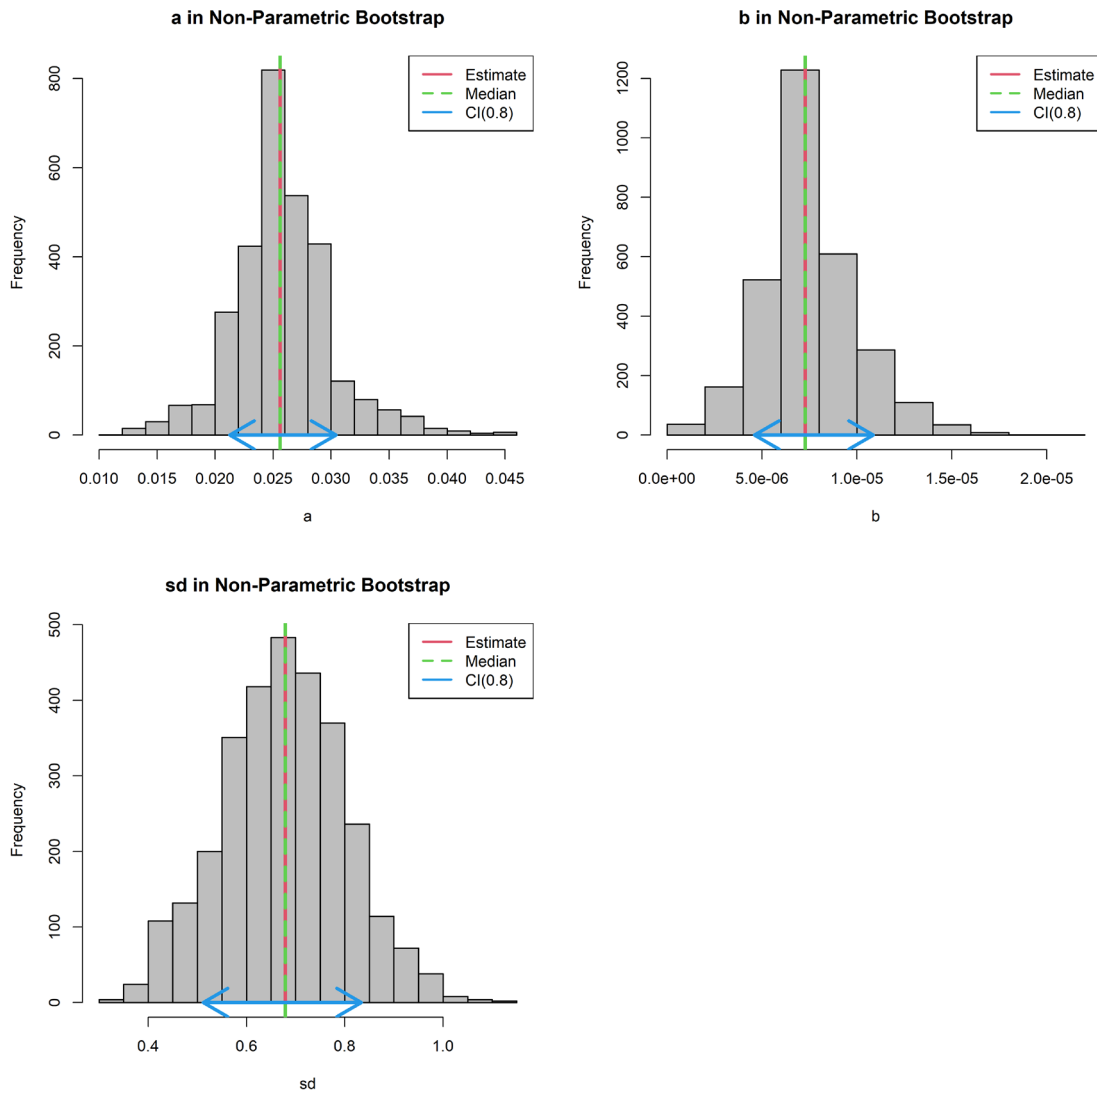 a in Non-Parametric Bootstrap
Frequency
0
200
400
600
800
Estimate
Median
CI(0.8)
0.010 0.015 0.020 0.025 0.030 0.035 0.040 0.045
a
b in Non-Parametric Bootstrap
Frequency
0
200
400
600
800
1000
1200
Estimate
Median
CI(0.8)
0.0e+00 5.0e-06 1.0e-05 1.5e-05 2.0e-05
b
sd in Non-Parametric Bootstrap
Frequency
0
100
200
300
400
500
Estimate
Median
CI(0.8)
0.4 0.6 0.8 1.0
sd